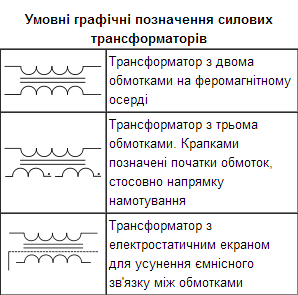 Умовні графічні позначення силових
трансформаторів
Трансформатор з двома
обмотками на феромагнітному
осерді
Трансформатор з трьома
обмотками. Крапками
позначені початки обмоток,
стосовно напрямку
намотування
Трансформатор з
електростатичним екраном
для усунення ємнісного
зв'язку між обмотками